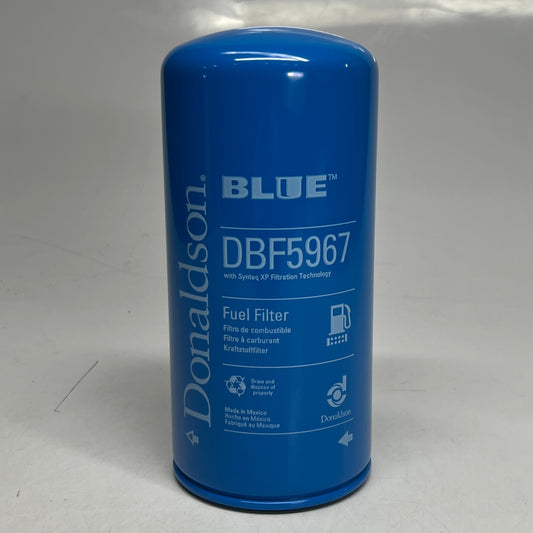 Donaldson®
BLUE™
DBF5967
with Synteq XP Filtration Technology
Fuel Filter
Filtro de combustible
Filtre à carburant
Kraftstofffilter
Drain and
dispose of
properly
Made in Mexico
Hecho en México
Fabriqué au Mexique
Donaldson